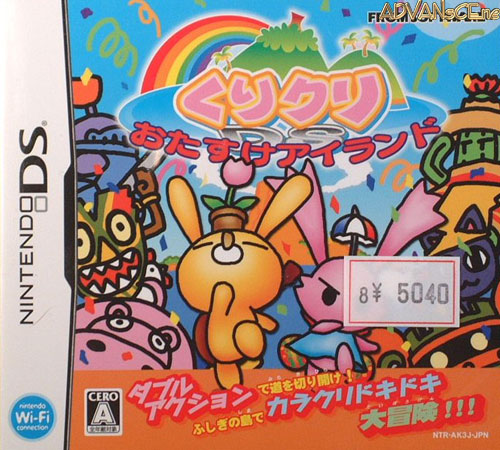 ADVANsCEne
くりクリ
DS
おたすけアイランド
NINTENDO DS
8¥ 5040
ダブル
アクションで道を切り開け!
ふしぎの島でカラクリドキドキ
大冒険!!!
CERO
A
全年齢対象
nintendo
Wi-Fi
connection
NTR-AK3J-JPN